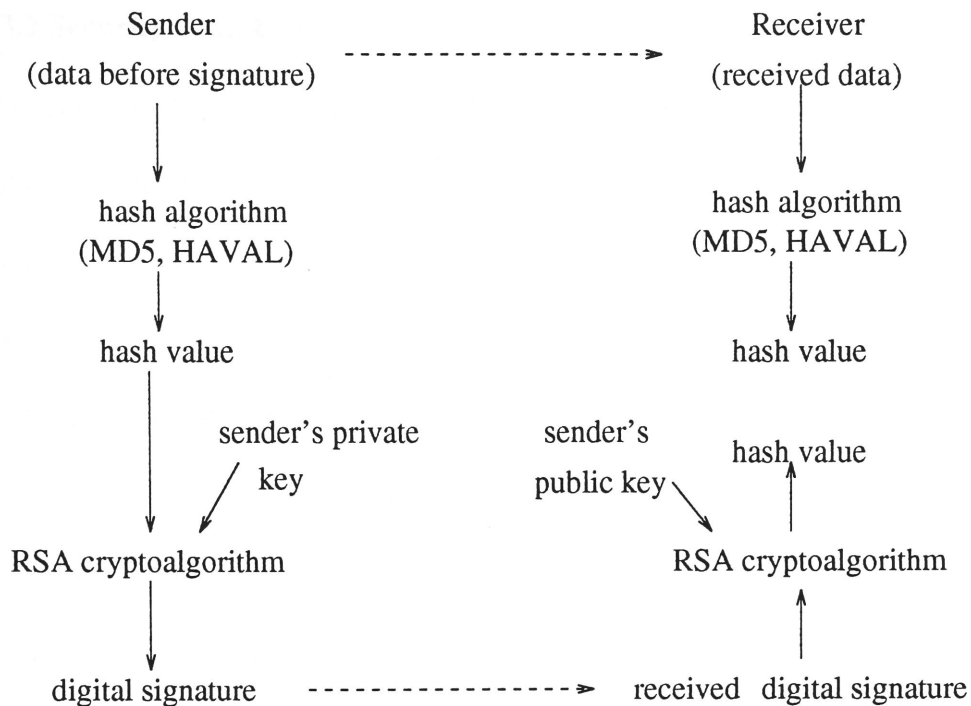 Sender
(data before signature)
hash algorithm
(MD5, HAVAL)
hash value
sender's private
key
RSA cryptoalgorithm
digital signature
Receiver
(received data)
hash algorithm
(MD5, HAVAL)
hash value
hash value
sender's
public key
RSA cryptoalgorithm
received digital signature